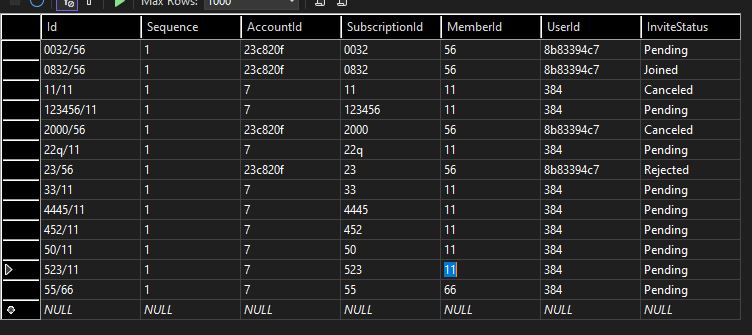 Max Rows: 1000
Id Sequence AccountId SubscriptionId MemberId UserId InviteStatus
0032/56 1 23c820f 0032 56 8b83394c7 Pending
0832/56 1 23c820f 0832 56 8b83394c7 Joined
11/11 1 7 11 11 384 Canceled
123456/11 1 7 123456 11 384 Pending
2000/56 1 23c820f 2000 56 8b83394c7 Canceled
22q/11 1 7 22q 11 384 Pending
23/56 1 23c820f 23 56 8b83394c7 Rejected
33/11 1 7 33 11 384 Pending
4445/11 1 7 4445 11 384 Pending
452/11 1 7 452 11 384 Pending
50/11 1 7 50 11 384 Pending
523/11 1 7 523 11 384 Pending
55/66 1 7 55 66 384 Pending
NULL NULL NULL NULL NULL NULL NULL